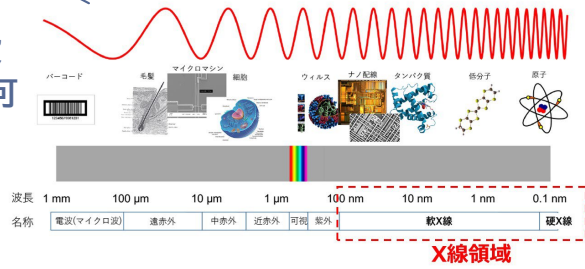 可
バーコード
毛髪
マイクロマシン
細胞
ウィルス
ナノ配線
タンパク質
低分子
原子
波長 1 mm 100 μm 10 μm 1 μm 100 nm 10 nm 1 nm 0.1 nm
名称 電波(マイクロ波) 遠赤外 中赤外 近赤外 可視 紫外 軟X線 硬X線
X線領域